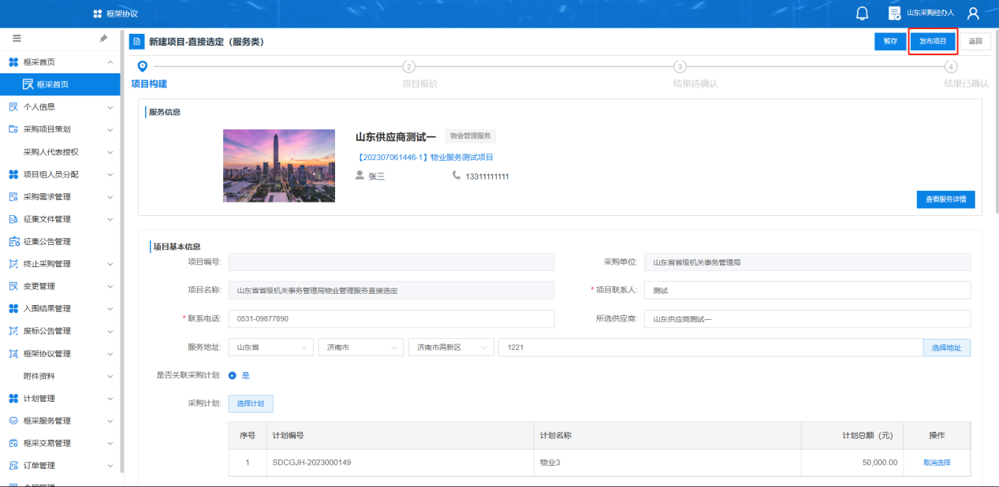 框架协议
山东采购经办人
新建项目-直接选定（服务类）
暂存
发布项目
返回
框采首页
框采首页
个人信息
采购项目策划
采购人代表授权
项目组人员分配
采购需求管理
征集文件管理
征集公告管理
终止采购管理
变更管理
入围结果管理
废标公告管理
框架协议管理
附件资料
计划管理
框采服务管理
框采交易管理
订单管理
2
3
4
项目构建
项目报价
结果待确认
结果已确认
服务信息
山东供应商测试一 物业管理服务
【202307061446-1】物业服务测试项目
张三 13311111111
查看服务详情
项目基本信息
项目编号:
采购单位: 山东省省级机关事务管理局
项目名称: 山东省省级机关事务管理局物业管理服务直接选定
* 项目联系人: 测试
* 联系电话: 0531-09877890
所选供应商: 山东供应商测试一
服务地址: 山东省 济南市 济南市高新区 1221 选择地址
是否关联采购计划: 是
采购计划: 选择计划
序号 计划编号 计划名称 计划总额（元） 操作
1 SDCGJH-2023000149 物业3 50,000.00 取消选择